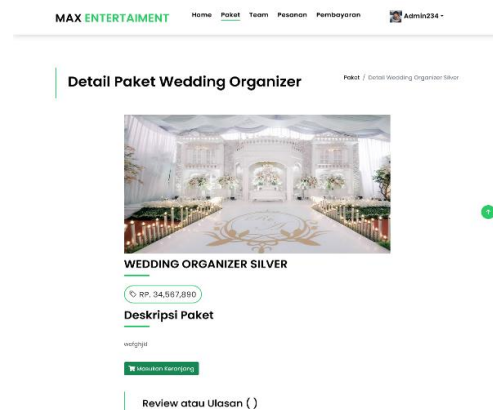 MAX ENTERTAIMENT
Home Paket Team Pesanan Pembayaran
Admin234
Detail Paket Wedding Organizer
Paket / Detail Wedding Organizer Silver
WEDDING ORGANIZER SILVER
RP. 34,567,890
Deskripsi Paket
Masukan Keranjang
Review atau Ulasan ( )